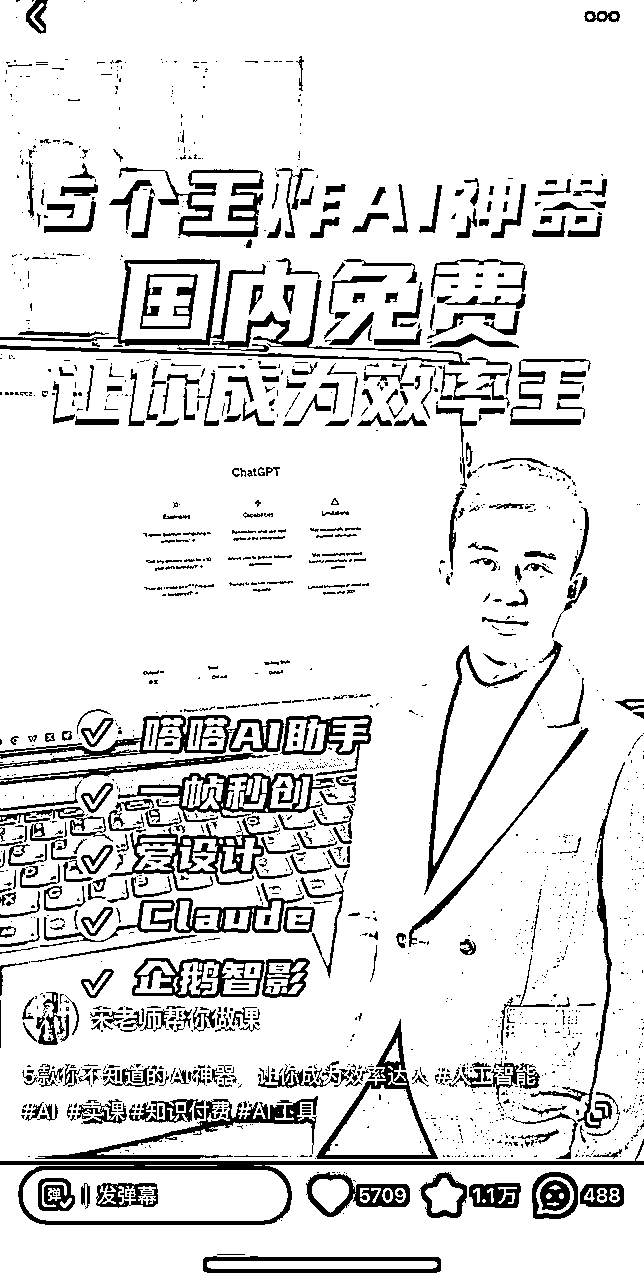 5个王炸AI神器
国内免费
让你成为效率王
ChatGPT
Examples
Capabilities
Limitations
嗒嗒AI助手
一帧秒创
爱设计
Claude
企鹅智影
宋老师帮你做课
5款你不知道的AI神器，让你成为效率达人 #人工智能
#AI #卖课 #知识付费 #AI工具
弹
发弹幕
5709
1.1万
488